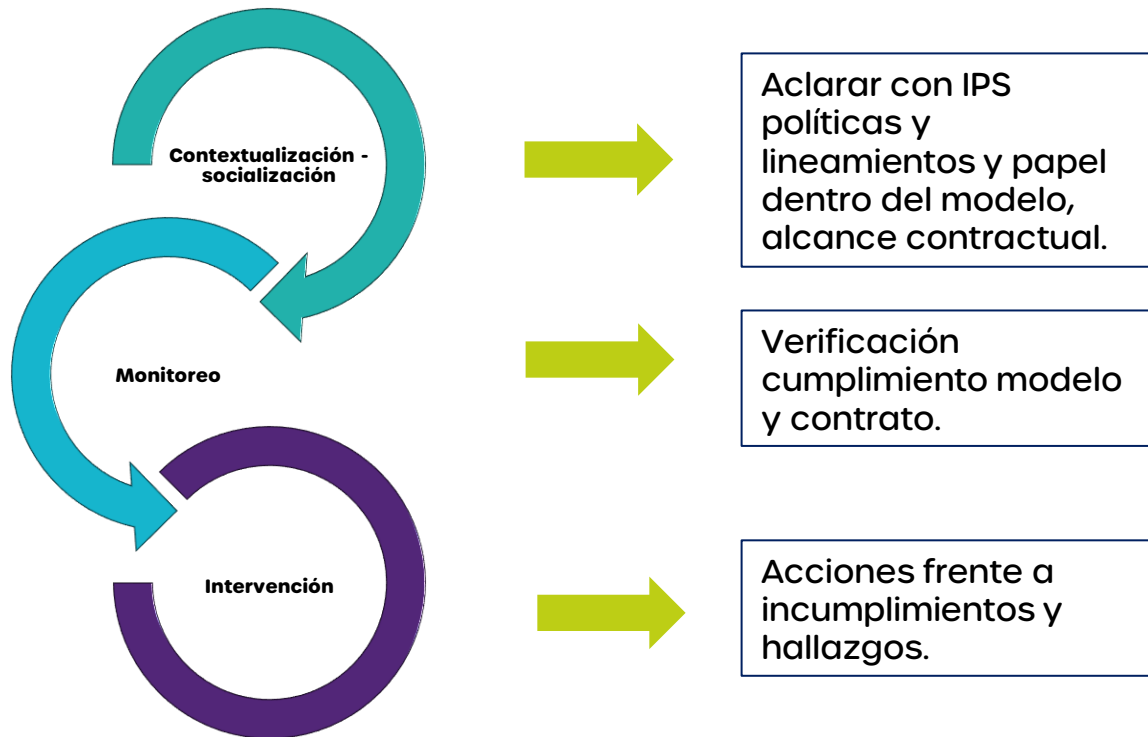 Contextualización -
socialización
Aclarar con IPS
políticas y
lineamientos y papel
dentro del modelo,
alcance contractual.
Monitoreo
Verificación
cumplimiento modelo
y contrato.
Intervención
Acciones frente a
incumplimientos y
hallazgos.